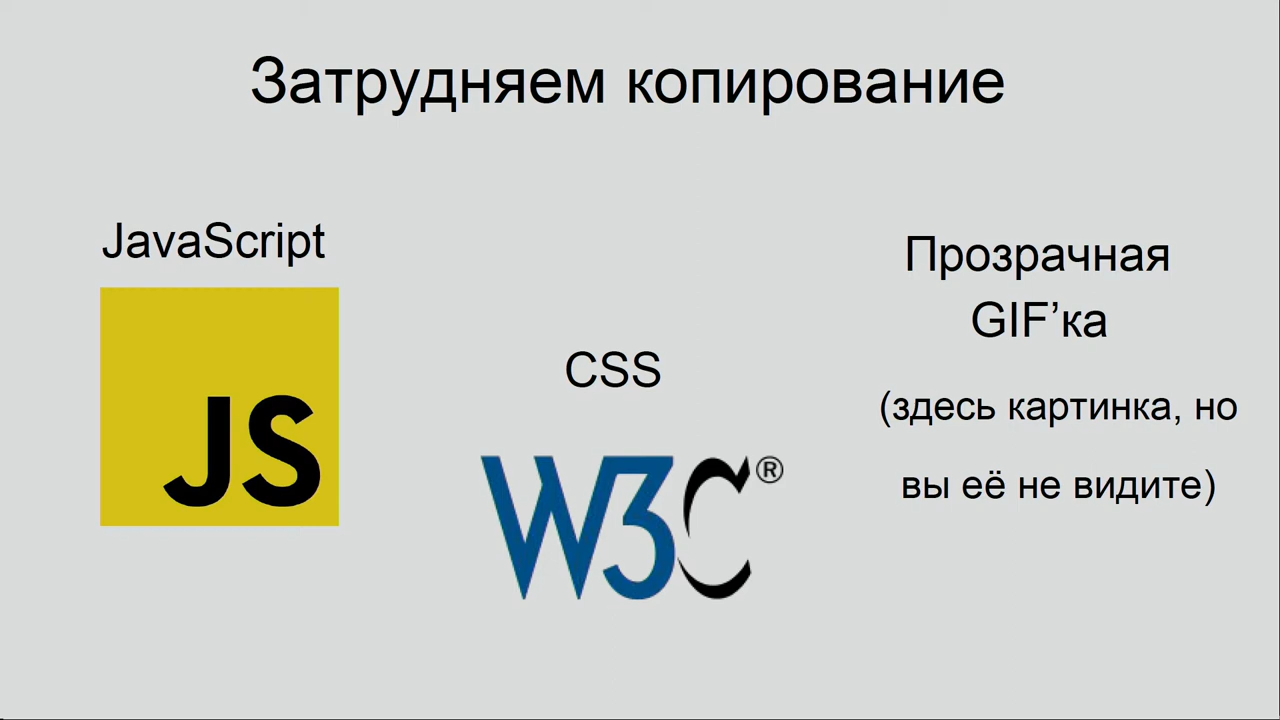 Затрудняем копирование
JavaScript
JS
CSS
W3C®
Прозрачная
GIF’ка
(здесь картинка, но
вы её не видите)